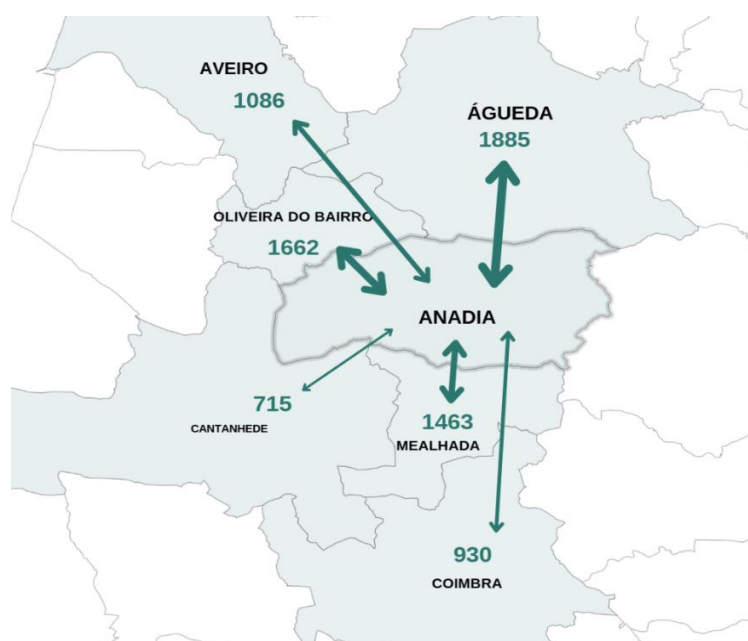 AVEIRO
1086
ÁGUEDA
1885
OLIVEIRA DO BAIRRO
1662
ANADIA
715
CANTANHEDE
1463
MEALHADA
930
COIMBRA